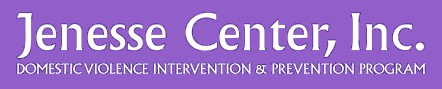 Jenesse Center, Inc.
DOMESTIC VIOLENCE INTERVENTION & PREVENTION PROGRAM